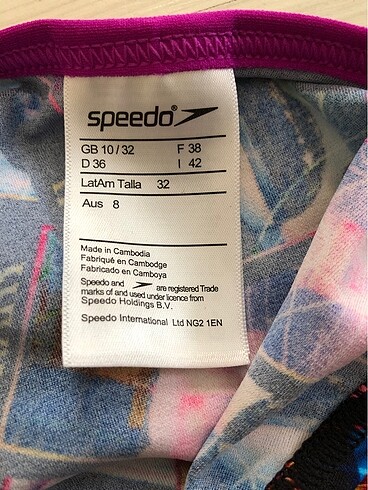 speedo®
GB 10 / 32 F 38
D 36 I 42
LatAm Talla 32
Aus 8
Made in Cambodia
Fabriqué en Cambodge
Fabricado en Camboya
Speedo and are registered Trade
marks of and used under licence from
Speedo Holdings B.V.
Speedo International Ltd NG2 1EN